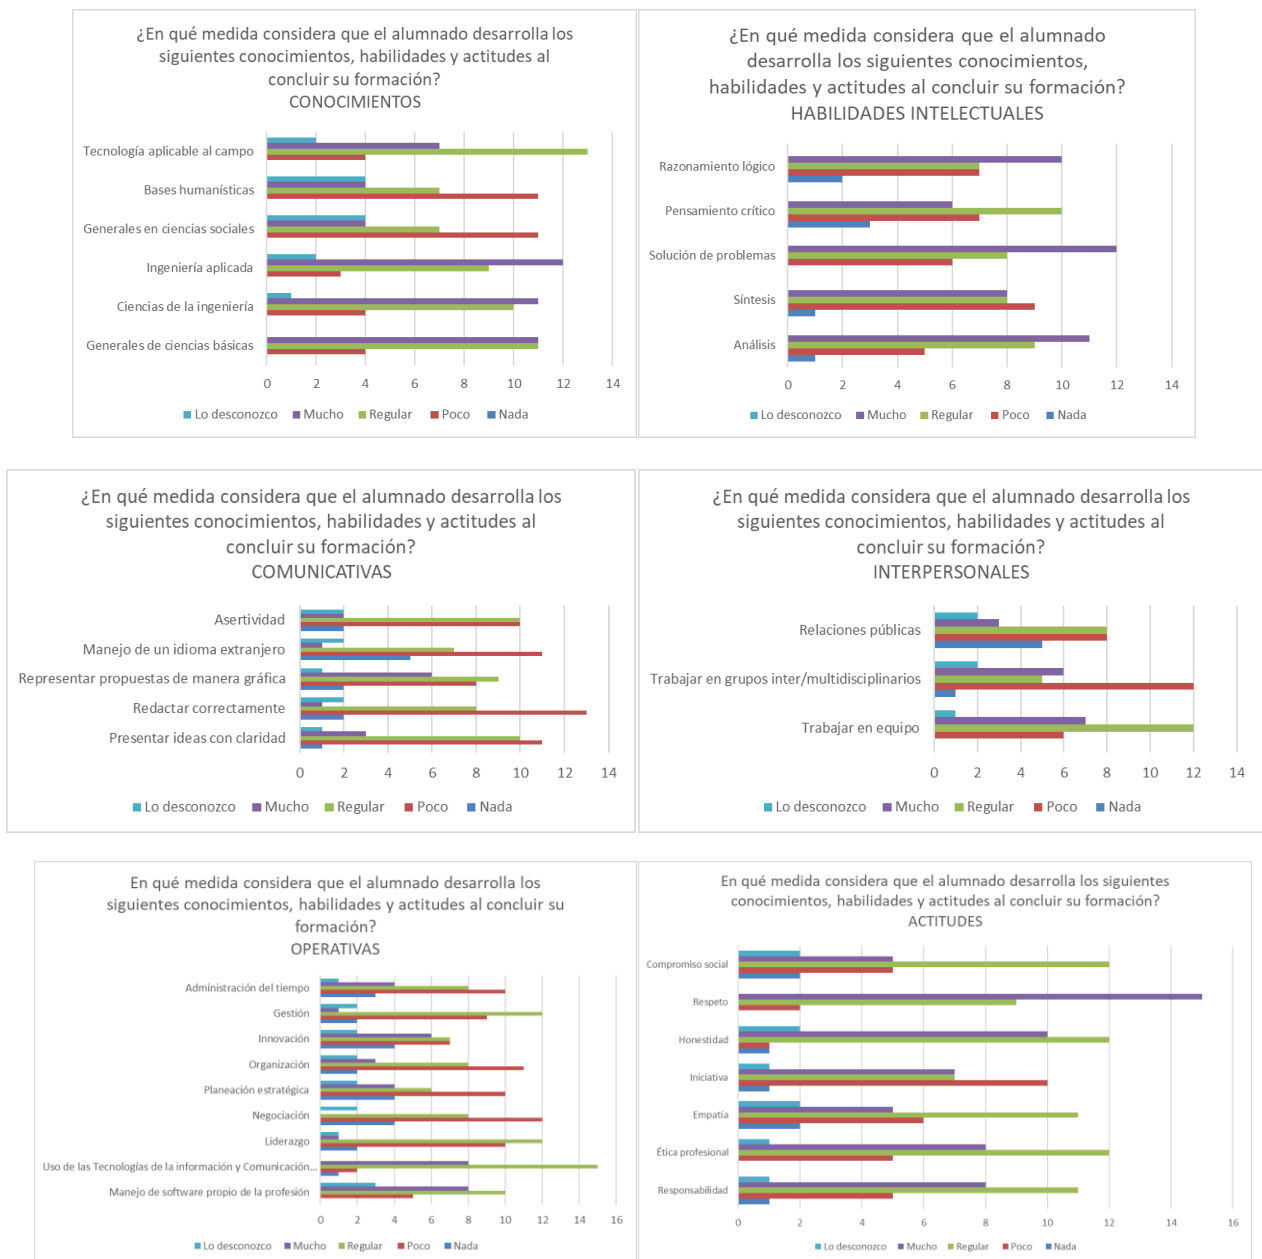 ¿En qué medida considera que el alumnado desarrolla los
siguientes conocimientos, habilidades y actitudes al
concluir su formación?
CONOCIMIENTOS
Tecnología aplicable al campo
Bases humanísticas
Generales en ciencias sociales
Ingeniería aplicada
Ciencias de la ingeniería
Generales de ciencias básicas
0 2 4 6 8 10 12 14
Lo desconozco Mucho Regular Poco Nada
¿En qué medida considera que el alumnado
desarrolla los siguientes conocimientos,
habilidades y actitudes al concluir su formación?
HABILIDADES INTELECTUALES
Razonamiento lógico
Pensamiento crítico
Solución de problemas
Síntesis
Análisis
0 2 4 6 8 10 12 14
Lo desconozco Mucho Regular Poco Nada
¿En qué medida considera que el alumnado desarrolla los
siguientes conocimientos, habilidades y actitudes al
concluir su formación?
COMUNICATIVAS
Asertividad
Manejo de un idioma extranjero
Representar propuestas de manera gráfica
Redactar correctamente
Presentar ideas con claridad
0 2 4 6 8 10 12 14
Lo desconozco Mucho Regular Poco Nada
¿En qué medida considera que el alumnado desarrolla los
siguientes conocimientos, habilidades y actitudes al
concluir su formación?
INTERPERSONALES
Relaciones públicas
Trabajar en grupos inter/multidisciplinarios
Trabajar en equipo
0 2 4 6 8 10 12 14
Lo desconozco Mucho Regular Poco Nada
En qué medida considera que el alumnado desarrolla los
siguientes conocimientos, habilidades y actitudes al concluir su
formación?
OPERATIVAS
Administración del tiempo
Gestión
Innovación
Organización
Planeación estratégica
Negociación
Liderazgo
Uso de las Tecnologías de la información y Comunicación...
Manejo de software propio de la profesión
0 2 4 6 8 10 12 14 16
Lo desconozco Mucho Regular Poco Nada
En qué medida considera que el alumnado desarrolla los siguientes
conocimientos, habilidades y actitudes al concluir su formación?
ACTITUDES
Compromiso social
Respeto
Honestidad
Iniciativa
Empatía
Ética profesional
Responsabilidad
0 2 4 6 8 10 12 14 16
Lo desconozco Mucho Regular Poco Nada